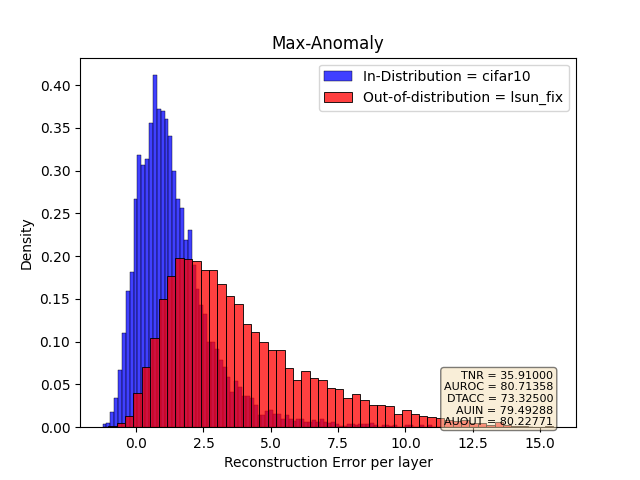 Max-Anomaly
In-Distribution = cifar10
Out-of-distribution = lsun_fix
Density
0.40
0.35
0.30
0.25
0.20
0.15
0.10
0.05
0.00
TNR = 35.91000
AUROC = 80.71358
DTACC = 73.32500
AUIN = 79.49288
AUOUT = 80.22771
0.0 2.5 5.0 7.5 10.0 12.5 15.0
Reconstruction Error per layer